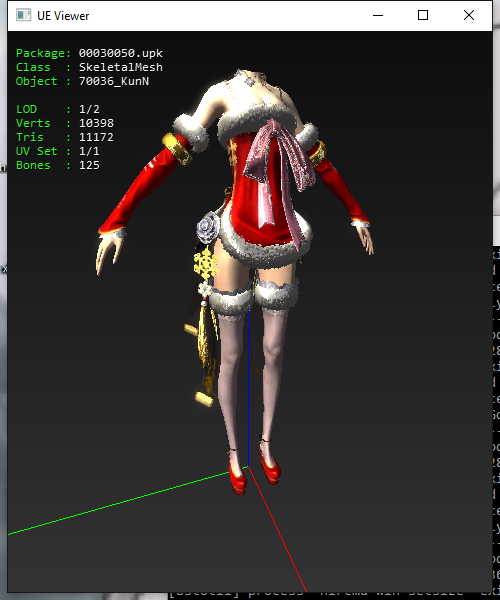 UE Viewer
Package: 00030050.upk
Class : SkeletalMesh
Object : 70036_KunN
LOD : 1/2
Verts : 10398
Tris : 11172
UV Set : 1/1
Bones : 125